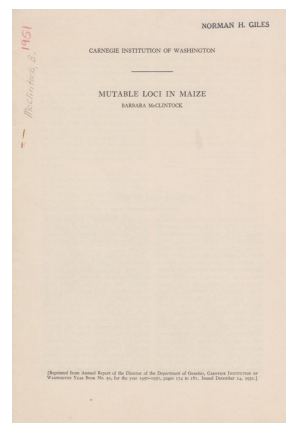 NORMAN H. GILES
McClintock, B. 1951
CARNEGIE INSTITUTION OF WASHINGTON
MUTABLE LOCI IN MAIZE
BARBARA McCLINTOCK
[Reprinted from Annual Report of the Director of the Department of Genetics, CARNEGIE INSTITUTION OF
WASHINGTON YEAR BOOK No. 50, for the year 1950–1951, pages 174 to 181. Issued December 14, 1951.]